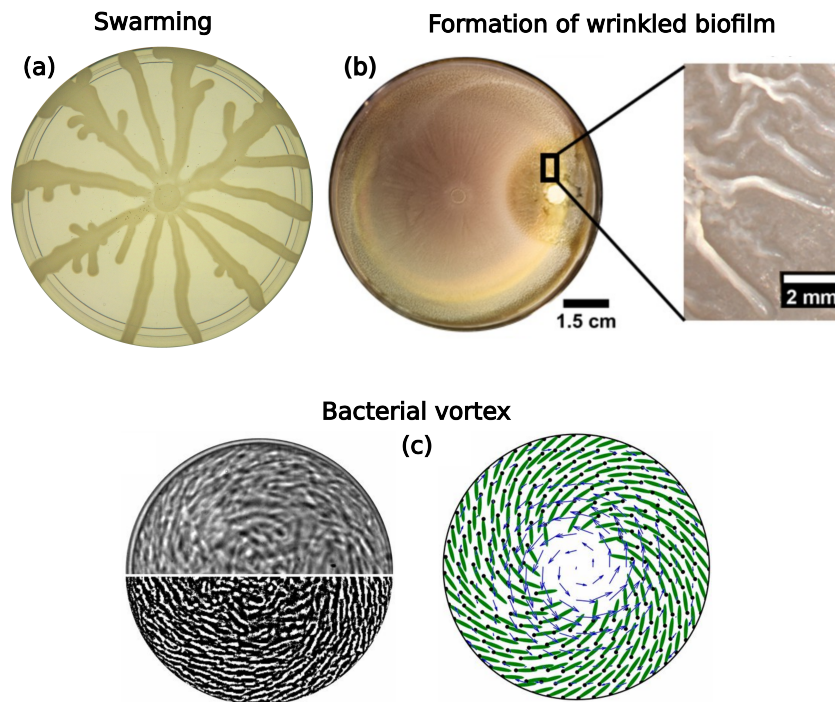 Swarming
Formation of wrinkled biofilm
(a)
(b)
1.5 cm
2 mm
Bacterial vortex
(c)